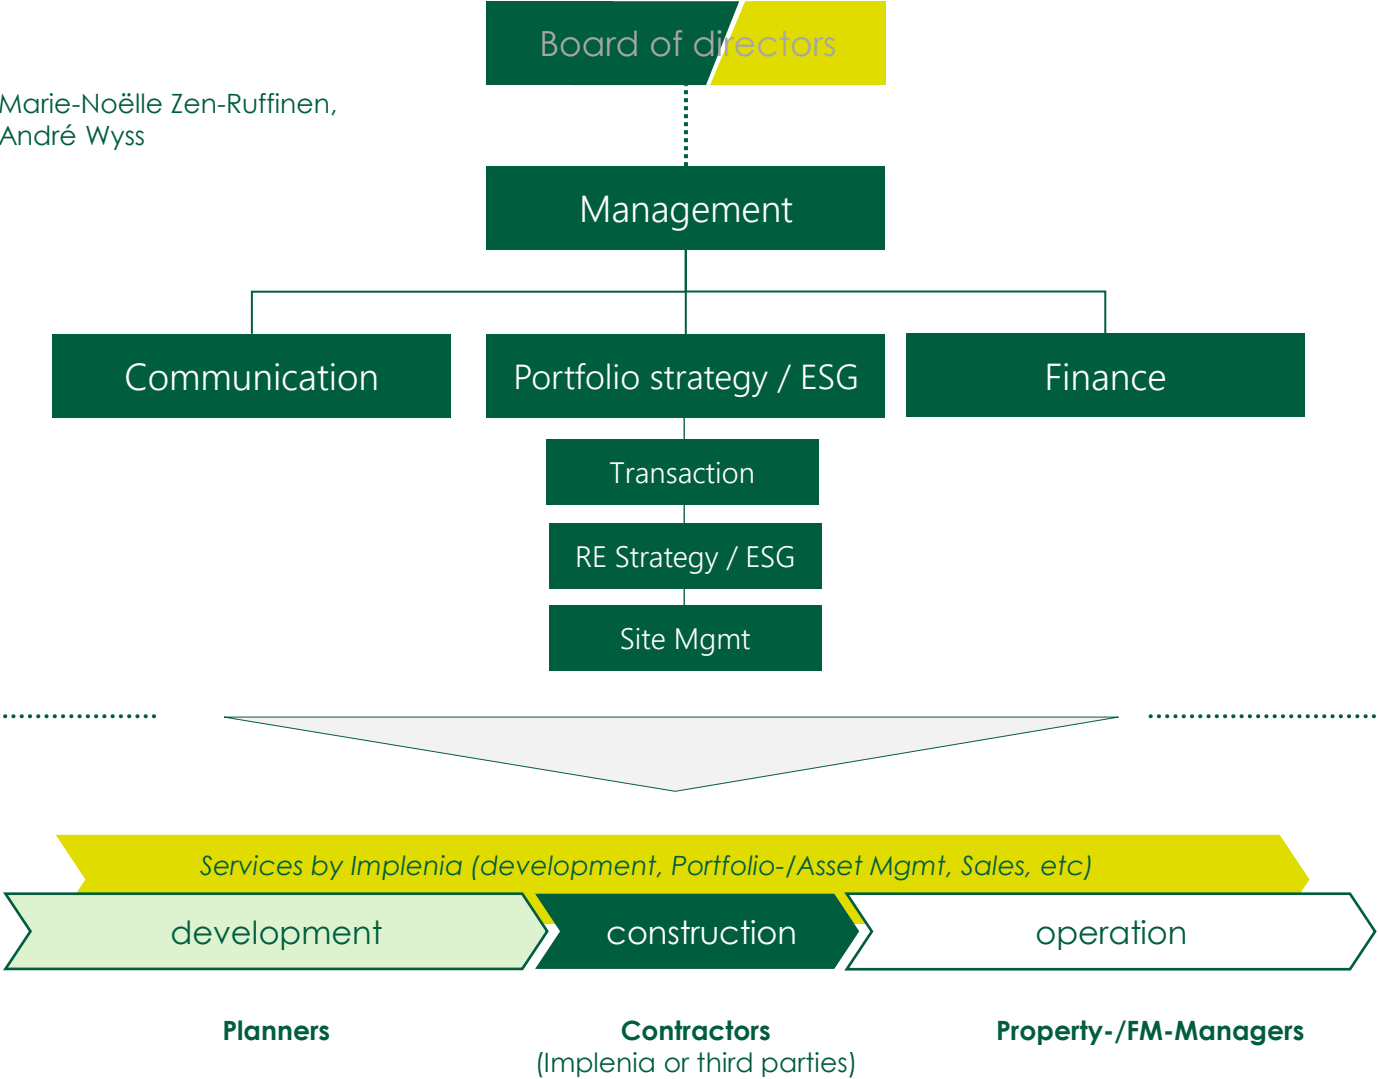 Board of directors
Marie-Noëlle Zen-Ruffinen,
André Wyss
Management
Communication
Portfolio strategy / ESG
Finance
Transaction
RE Strategy / ESG
Site Mgmt
Services by Implenia (development, Portfolio-/Asset Mgmt, Sales, etc)
development
construction
operation
Planners
Contractors
(Implenia or third parties)
Property-/FM-Managers